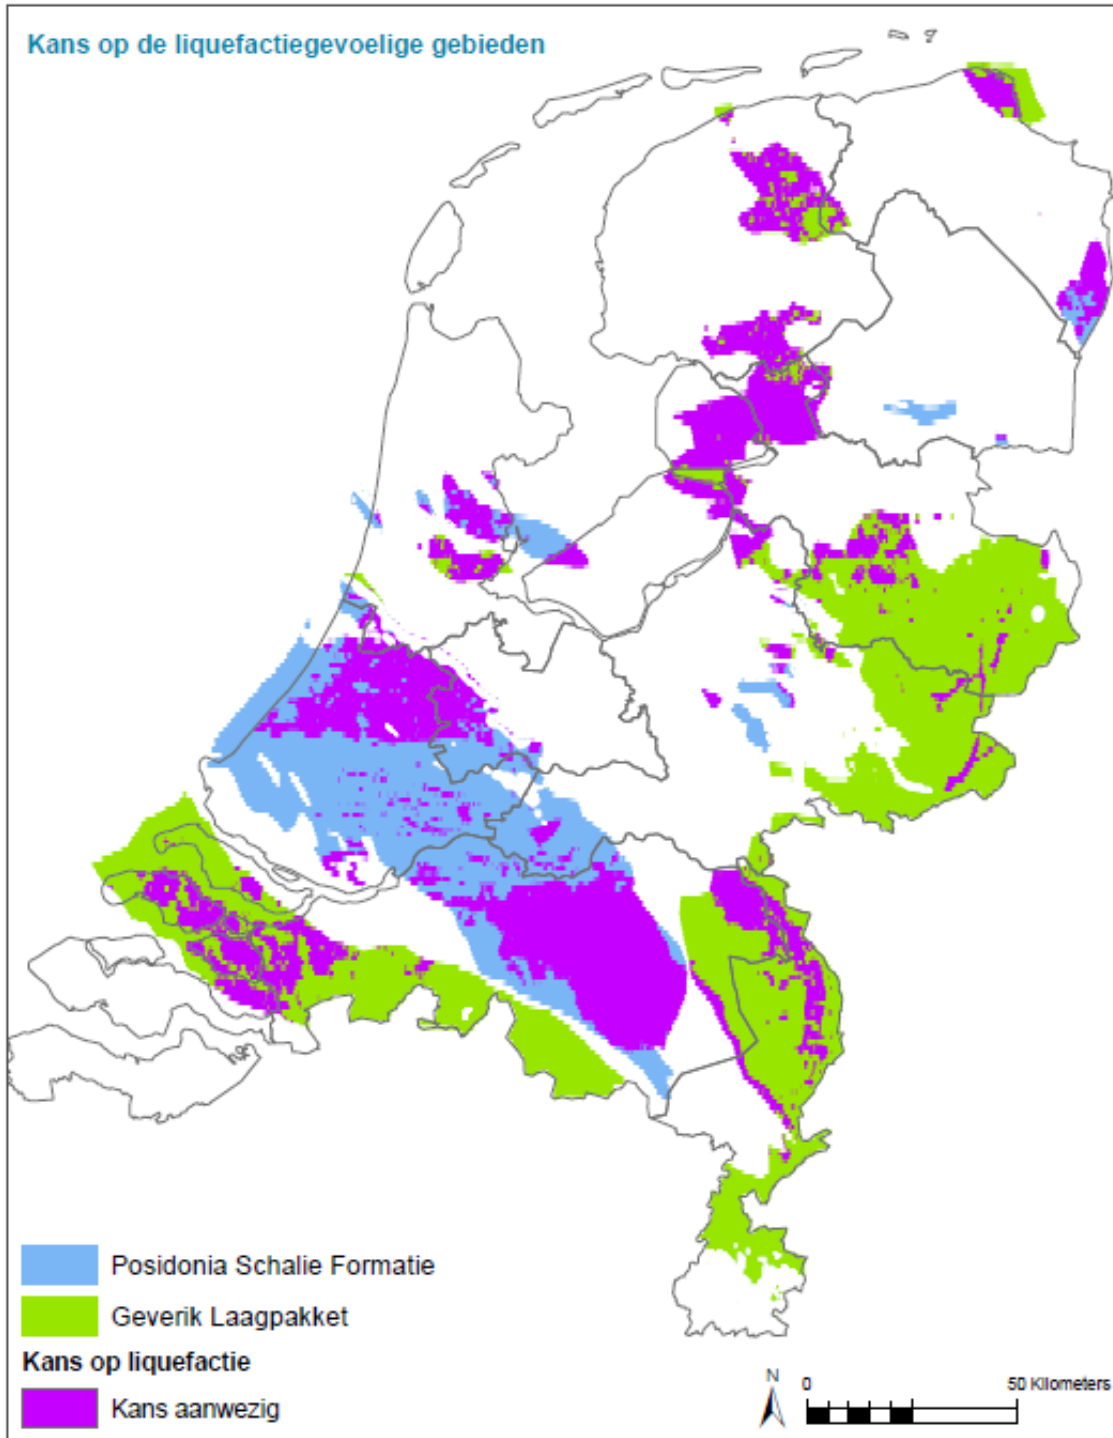 Kans op de liquefactiegevoelige gebieden
Posidonia Schalie Formatie
Geverik Laagpakket
Kans op liquefactie
Kans aanwezig
N
0 50 Kilometers